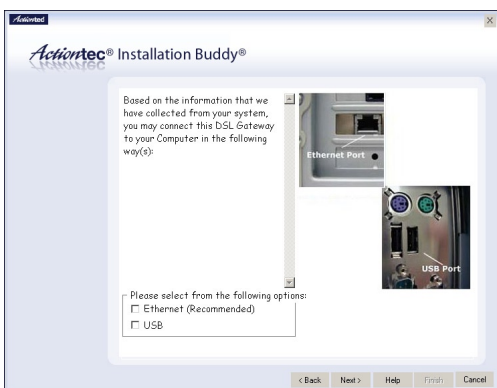 Actiontec
Actiontec® Installation Buddy®
Based on the information that we
have collected from your system,
you may connect this DSL Gateway
to your Computer in the following
way(s):
Ethernet Port
USB Port
Please select from the following options:
Ethernet (Recommended)
USB
< Back Next > Help Finish Cancel